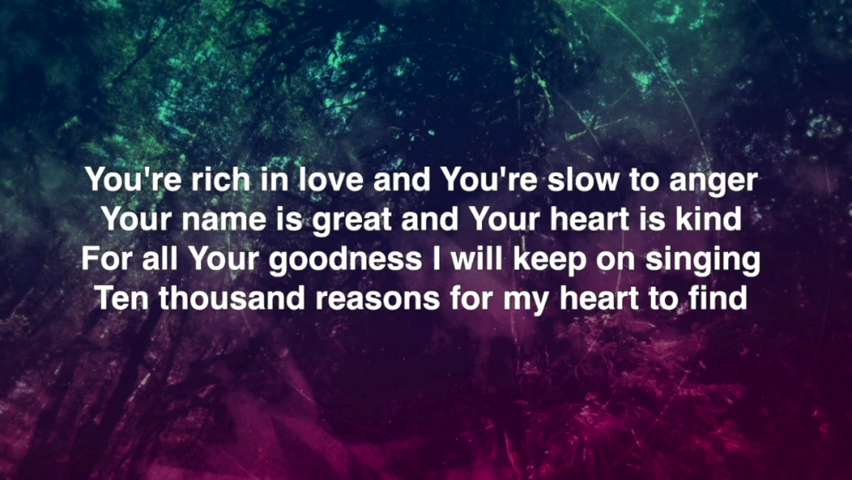 You're rich in love and You're slow to anger
Your name is great and Your heart is kind
For all Your goodness I will keep on singing
Ten thousand reasons for my heart to find